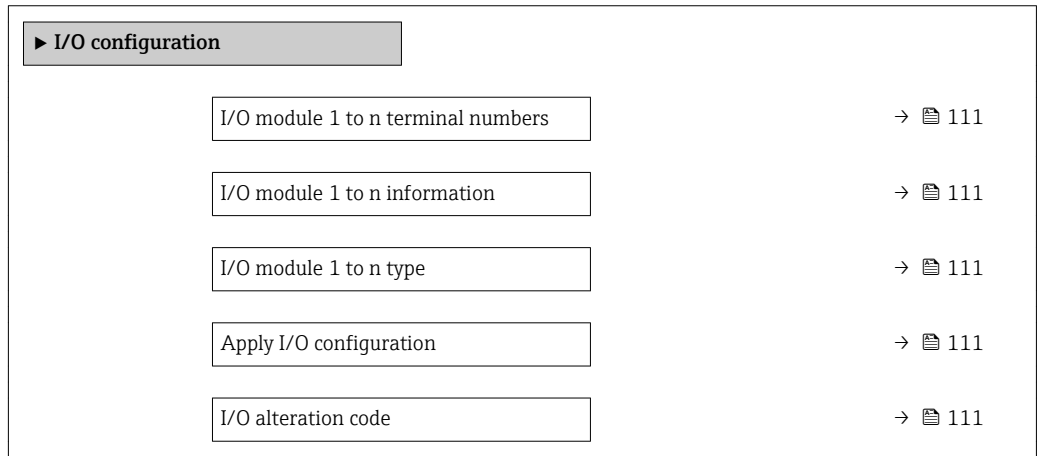 ► I/O configuration
I/O module 1 to n terminal numbers → 111
I/O module 1 to n information → 111
I/O module 1 to n type → 111
Apply I/O configuration → 111
I/O alteration code → 111